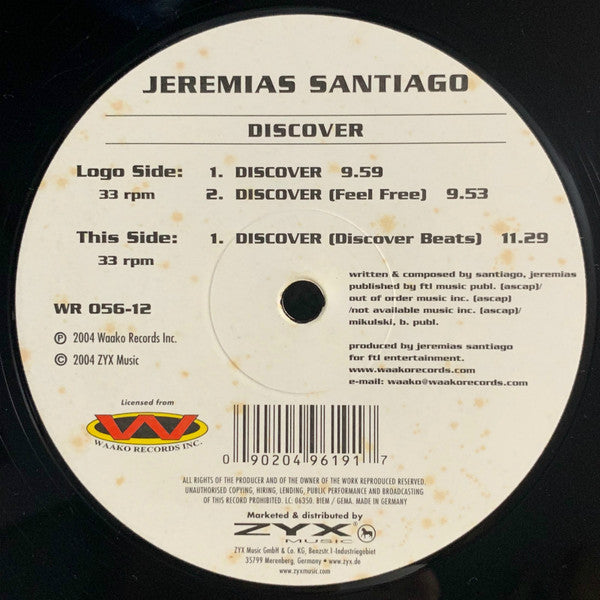 JEREMIAS SANTIAGO
DISCOVER
Logo Side: 1. DISCOVER 9.59
33 rpm 2. DISCOVER (Feel Free) 9.53
This Side: 1. DISCOVER (Discover Beats) 11.29
33 rpm
written & composed by santiago, jeremias
published by ftl music publ. (ascap)/
out of order music inc. (ascap)
/not available music inc. (ascap)/
mikulski, b. publ.
WR 056-12
Ⓟ 2004 Waako Records Inc.
© 2004 ZYX Music
produced by jeremias santiago
for ftl entertainment.
www.waakorecords.com
e-mail: waako@waakorecords.com
Licensed from
W
WAAKO RECORDS INC.
0 90204 96191 7
ALL RIGHTS OF THE PRODUCER AND OF THE OWNER OF THE WORK REPRODUCED RESERVED.
UNAUTHORISED COPYING, HIRING, LENDING, PUBLIC PERFORMANCE AND BROADCASTING
OF THIS RECORD PROHIBITED. LC: 06350. BIEM / GEMA. MADE IN GERMANY
Marketed & distributed by
ZYX®
MUSIC
ZYX Music GmbH & Co. KG, Benzstr. 1-Industriegebiet
35799 Merenberg, Germany • www.zyx.de
www.zyxmusic.com